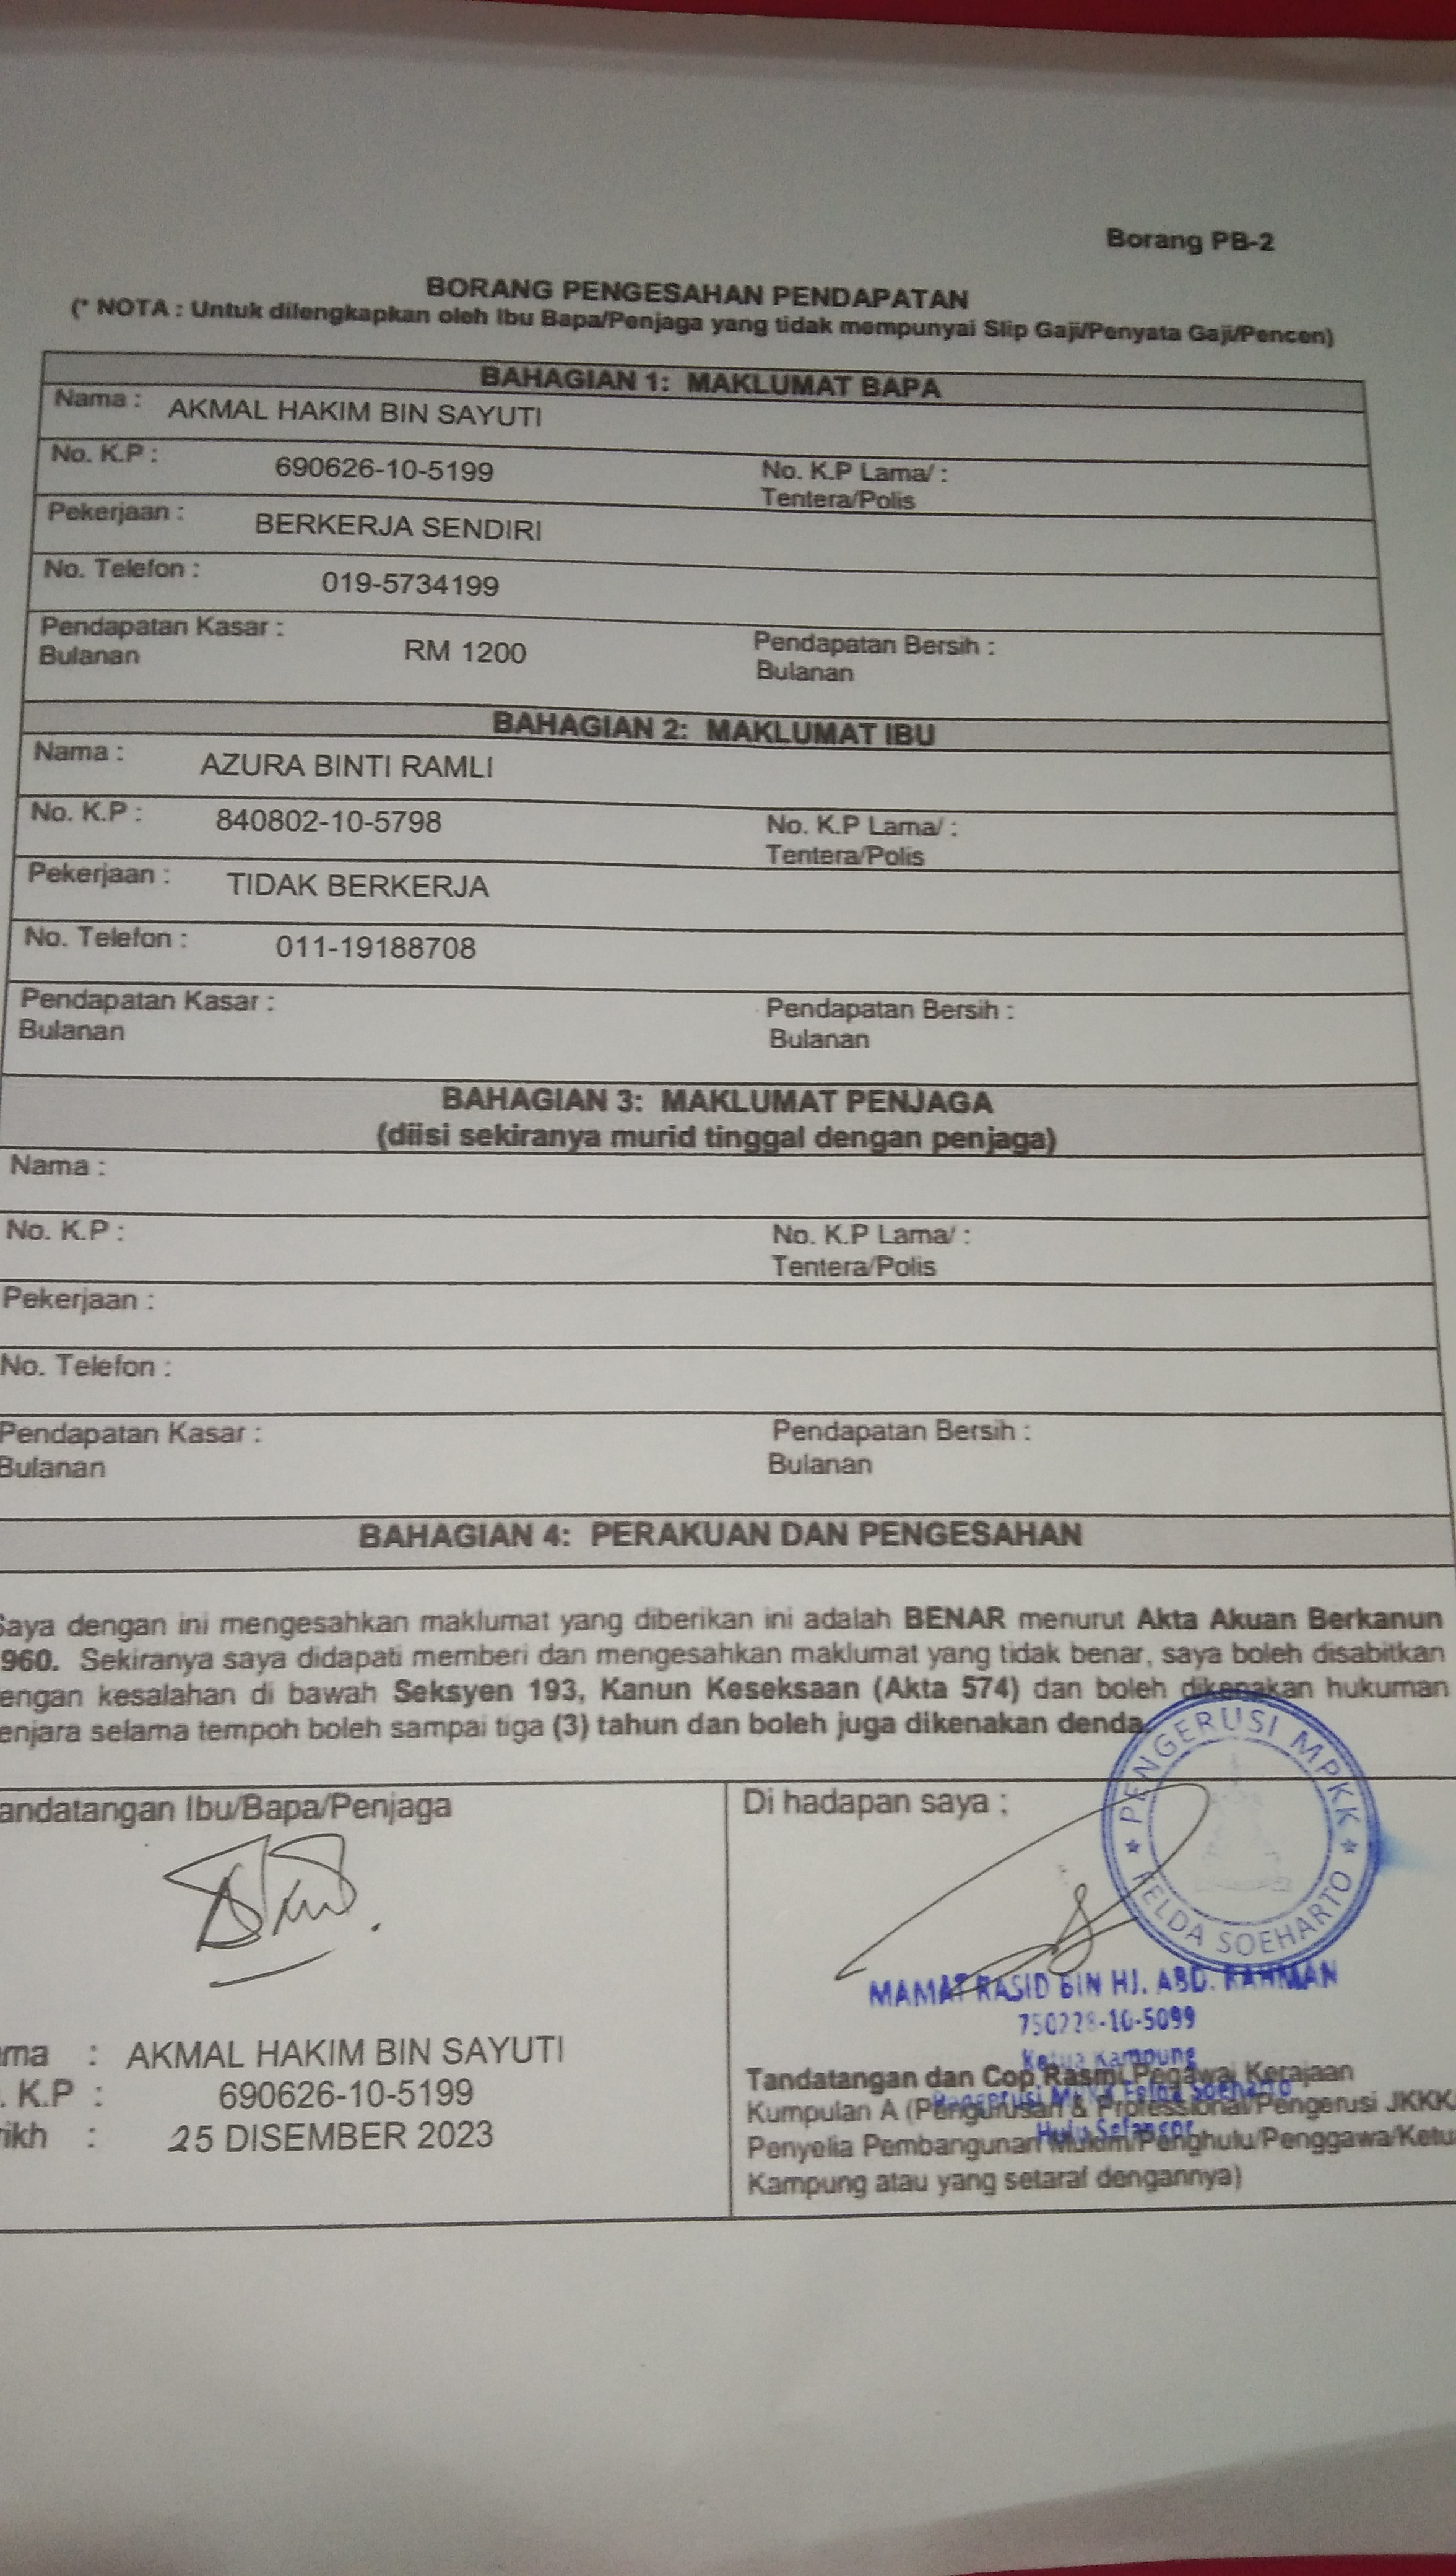 Borang PB-2
BORANG PENGESAHAN PENDAPATAN
(* NOTA : Untuk dilengkapkan oleh Ibu Bapa/Penjaga yang tidak mempunyai Slip Gaji/Penyata Gaji/Pencen)
BAHAGIAN 1: MAKLUMAT BAPA
Nama : AKMAL HAKIM BIN SAYUTI
No. K.P : 690626-10-5199 No. K.P Lama/ :
Tentera/Polis
Pekerjaan : BERKERJA SENDIRI
No. Telefon : 019-5734199
Pendapatan Kasar : RM 1200 Pendapatan Bersih :
Bulanan Bulanan
BAHAGIAN 2: MAKLUMAT IBU
Nama : AZURA BINTI RAMLI
No. K.P : 840802-10-5798 No. K.P Lama/ :
Tentera/Polis
Pekerjaan : TIDAK BERKERJA
No. Telefon : 011-19188708
Pendapatan Kasar : Pendapatan Bersih :
Bulanan Bulanan
BAHAGIAN 3: MAKLUMAT PENJAGA
(diisi sekiranya murid tinggal dengan penjaga)
Nama :
No. K.P : No. K.P Lama/ :
Tentera/Polis
Pekerjaan :
No. Telefon :
Pendapatan Kasar : Pendapatan Bersih :
Bulanan Bulanan
BAHAGIAN 4: PERAKUAN DAN PENGESAHAN
Saya dengan ini mengesahkan maklumat yang diberikan ini adalah BENAR menurut Akta Akuan Berkanun
960. Sekiranya saya didapati memberi dan mengesahkan maklumat yang tidak benar, saya boleh disabitkan
engan kesalahan di bawah Seksyen 193, Kanun Keseksaan (Akta 574) dan boleh dikenakan hukuman
enjara selama tempoh boleh sampai tiga (3) tahun dan boleh juga dikenakan denda.
andatangan Ibu/Bapa/Penjaga
ma : AKMAL HAKIM BIN SAYUTI
. K.P : 690626-10-5199
rikh : 25 DISEMBER 2023
Di hadapan saya :
PENGERUSI MPKK
FELDA SOEHARTO
MAMAT RASID BIN HJ. ABD. RAHMAN
750228-10-5099
Ketua Kampung
Pengerusi MPKK Felda Soeharto
Hulu Selangor
Tandatangan dan Cop Rasmi Pegawai Kerajaan
Kumpulan A (Pengurusan & Professional/Pengerusi JKKK/
Penyelia Pembangunan Mukim/Penghulu/Penggawa/Ketu
Kampung atau yang setaraf dengannya)